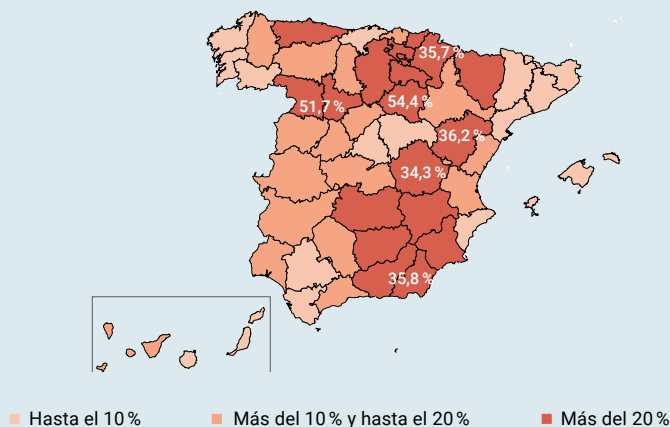 35,7 %
51,7 %
54,4 %
36,2 %
34,3 %
35,8 %
Hasta el 10 %
Más del 10 % y hasta el 20 %
Más del 20 %